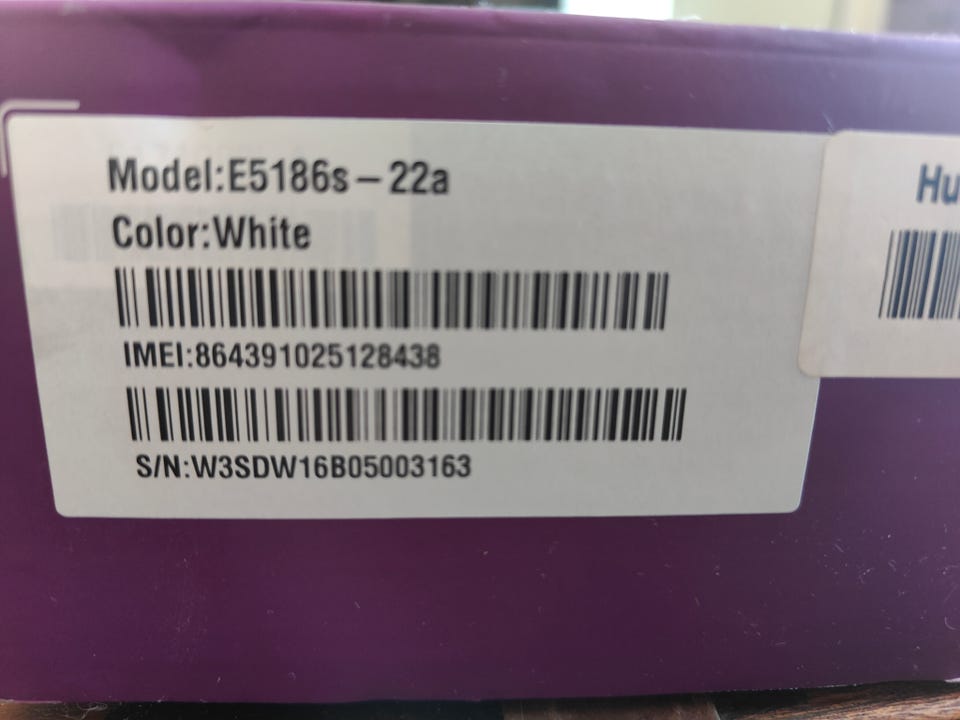 Model:E5186s – 22a
Color:White
IMEI:864391025128438
S/N:W3SDW16B05003163
Hu